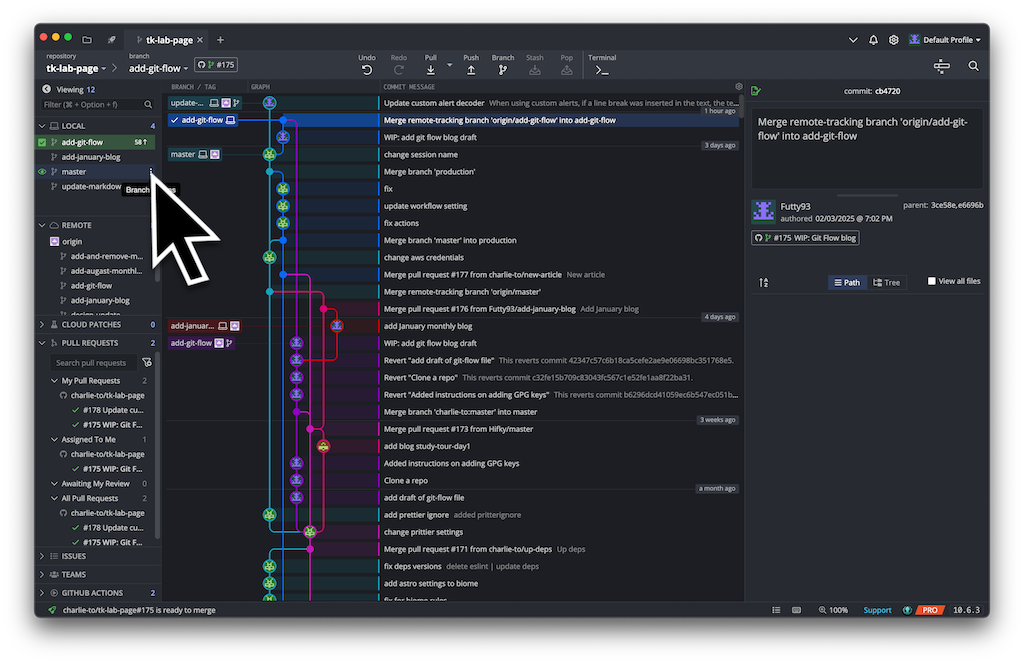 tk-lab-page
repository
tk-lab-page
branch
add-git-flow
#175
Undo
Redo
Pull
Push
Branch
Stash
Pop
Terminal
Default Profile
Viewing 12
Filter (⌘ + Option + f)
LOCAL 4
add-git-flow 58
add-january-blog
master
update-markdow
Branch
REMOTE
origin
add-and-remove-m...
add-augast-monthl...
add-git-flow
add-january-blog
design-update
CLOUD PATCHES 0
PULL REQUESTS 2
Search pull requests
My Pull Requests 2
charlie-to/tk-lab-page
#178 Update cu...
#175 WIP: Git F...
Assigned To Me 1
charlie-to/tk-lab-page
#175 WIP: Git F...
Awaiting My Review 0
All Pull Requests 2
charlie-to/tk-lab-page
#178 Update cu...
#175 WIP: Git F...
ISSUES
TEAMS
GITHUB ACTIONS 2
BRANCH / TAG GRAPH COMMIT MESSAGE
update-... Update custom alert decoder When using custom alerts, if a line break was inserted in the text, the te...
1 hour ago
add-git-flow Merge remote-tracking branch 'origin/add-git-flow' into add-git-flow
WIP: add git flow blog draft
3 days ago
master change session name
Merge branch 'production'
fix
update workflow setting
fix actions
Merge branch 'master' into production
change aws credentials
Merge pull request #177 from charlie-to/new-article New article
Merge remote-tracking branch 'origin/master'
Merge pull request #176 from Futty93/add-january-blog Add January blog
4 days ago
add-januar... add January monthly blog
add-git-flow WIP: add git flow blog draft
Revert "add draft of git-flow file" This reverts commit 42347c57c6b18ca5cefe2ae9e06698bc351768e5.
Revert "Clone a repo" This reverts commit c32fe15b709c83043fc567c1e52fe1aa8f22ba31.
Revert "Added instructions on adding GPG keys" This reverts commit b6296dcd41059ec6b547ec051b...
Merge branch 'charlie-to:master' into master
3 weeks ago
Merge pull request #173 from Hifky/master
add blog study-tour-day1
Added instructions on adding GPG keys
Clone a repo
a month ago
add draft of git-flow file
add prettier ignore added pritterignore
change prittier settings
Merge pull request #171 from charlie-to/up-deps Up deps
fix deps versions delete eslint | update deps
add astro settings to biome
fix for biome rules
commit: cb4720
Merge remote-tracking branch 'origin/add-git-
flow' into add-git-flow
Futty93
authored 02/03/2025 @ 7:02 PM
parent: 3ce58e, e6696b
#175 WIP: Git Flow blog
Path
Tree
View all files
charlie-to/tk-lab-page#175 is ready to merge
100%
Support
PRO
10.6.3